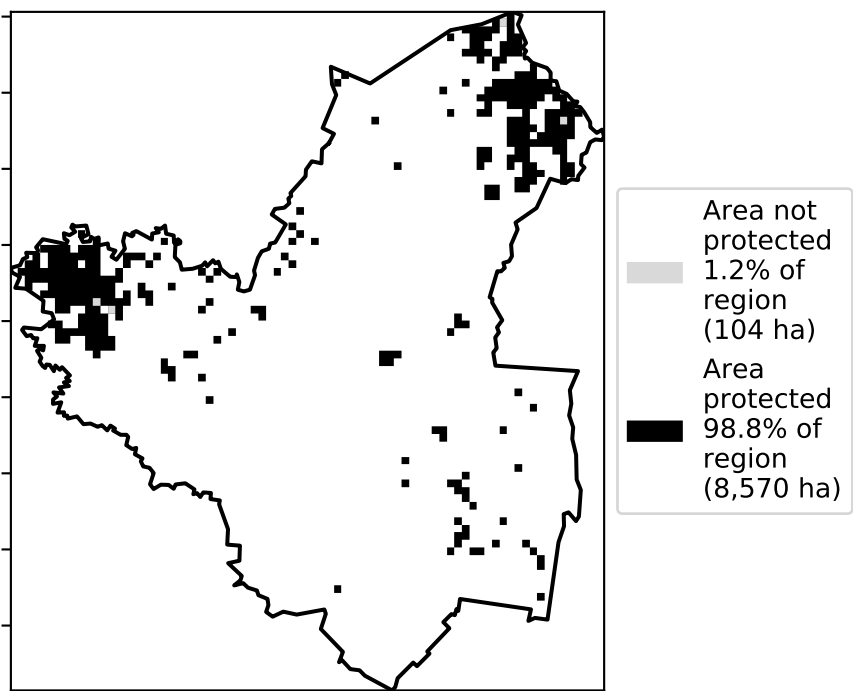 Area not
protected
1.2% of
region
(104 ha)
Area
protected
98.8% of
region
(8,570 ha)